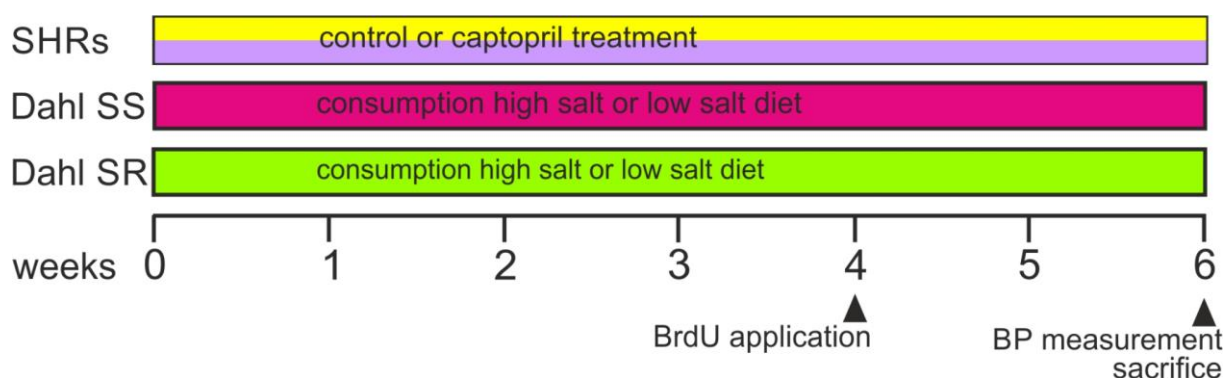 SHRs control or captopril treatment
Dahl SS consumption high salt or low salt diet
Dahl SR consumption high salt or low salt diet
weeks 0 1 2 3 4 5 6
BrdU application BP measurement
sacrifice